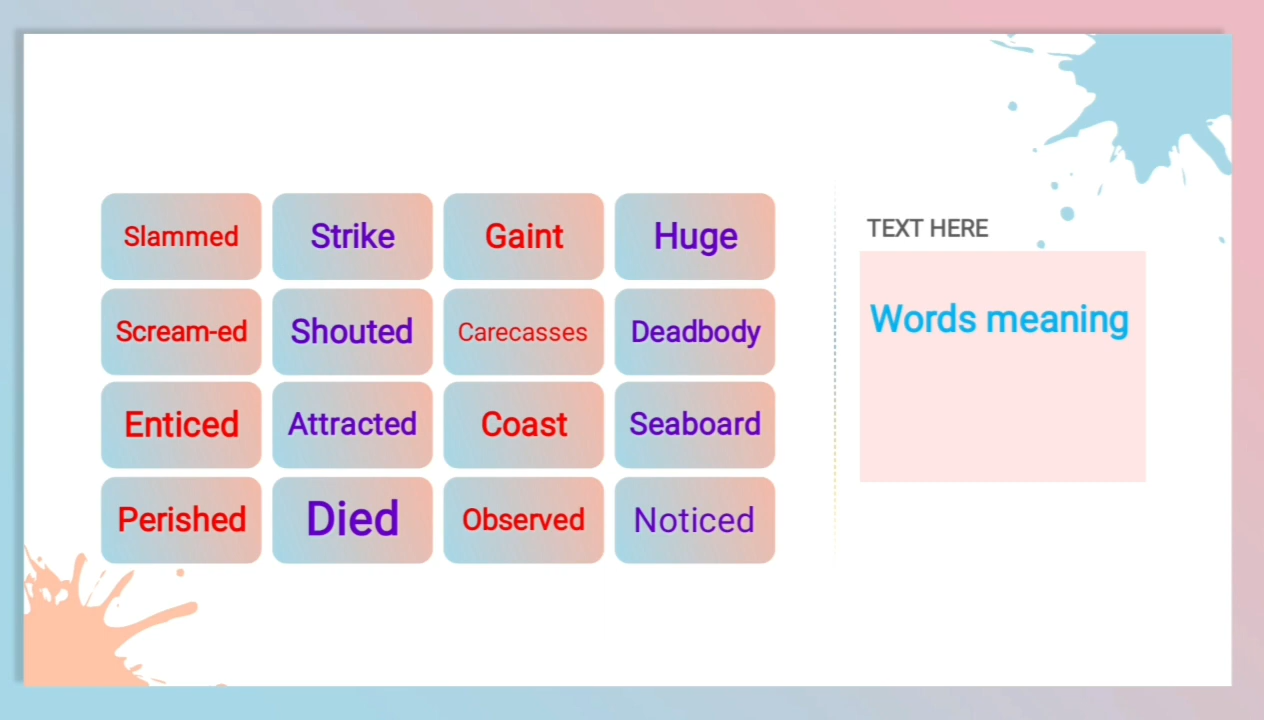 Slammed Strike Gaint Huge
Scream-ed Shouted Carecasses Deadbody
Enticed Attracted Coast Seaboard
Perished Died Observed Noticed
TEXT HERE
Words meaning